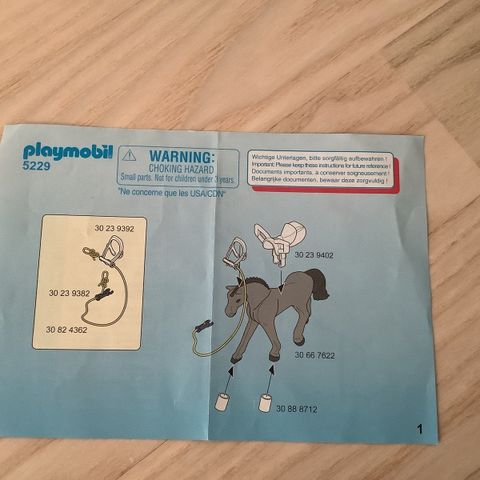 playmobil
5229
WARNING:
CHOKING HAZARD
Small parts. Not for children under 3 years.
"Ne concerne que les USA/CDN"
Wichtige Unterlagen, bitte sorgfältig aufbewahren !
Please keep these instructions for future reference !
Documents importants, à conserver soigneusement !
Belangrijke documenten, bewaar deze zorgvuldig !
30 23 9392
30 23 9382
30 82 4362
30 23 9402
30 66 7622
30 88 8712
1